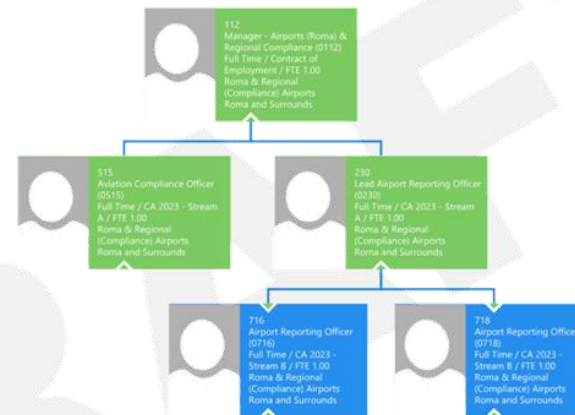 112
Manager - Airports (Roma) &
Regional Compliance (0112)
Full Time / Contract of
Employment / FTE 1.00
Roma & Regional
(Compliance) Airports
Roma and Surrounds
515
Aviation Compliance Officer
(0515)
Full Time / CA 2023 - Stream
A / FTE 1.00
Roma & Regional
(Compliance) Airports
Roma and Surrounds
230
Lead Airport Reporting Officer
(0230)
Full Time / CA 2023 - Stream
A / FTE 1.00
Roma & Regional
(Compliance) Airports
Roma and Surrounds
716
Airport Reporting Officer
(0716)
Full Time / CA 2023 -
Stream B / FTE 1.00
Roma & Regional
(Compliance) Airports
Roma and Surrounds
718
Airport Reporting Office
(0718)
Full Time / CA 2023 -
Stream B / FTE 1.00
Roma & Regional
(Compliance) Airports
Roma and Surrounds